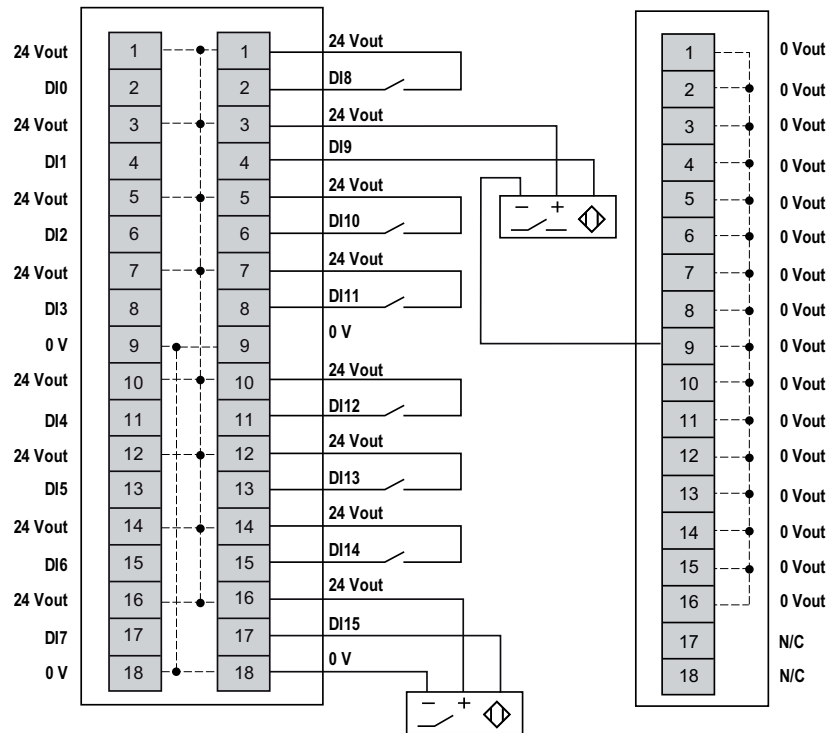 24 Vout 1 1 24 Vout
DI0 2 2 DI8
24 Vout 3 3 24 Vout
DI1 4 4 DI9
24 Vout 5 5 24 Vout
DI2 6 6 DI10
24 Vout 7 7 24 Vout
DI3 8 8 DI11
0 V 9 9 0 V
24 Vout 10 10 24 Vout
DI4 11 11 DI12
24 Vout 12 12 24 Vout
DI5 13 13 DI13
24 Vout 14 14 24 Vout
DI6 15 15 DI14
24 Vout 16 16 24 Vout
DI7 17 17 DI15
0 V 18 18 0 V
− +
− +
1 0 Vout
2 0 Vout
3 0 Vout
4 0 Vout
5 0 Vout
6 0 Vout
7 0 Vout
8 0 Vout
9 0 Vout
10 0 Vout
11 0 Vout
12 0 Vout
13 0 Vout
14 0 Vout
15 0 Vout
16 0 Vout
17 N/C
18 N/C